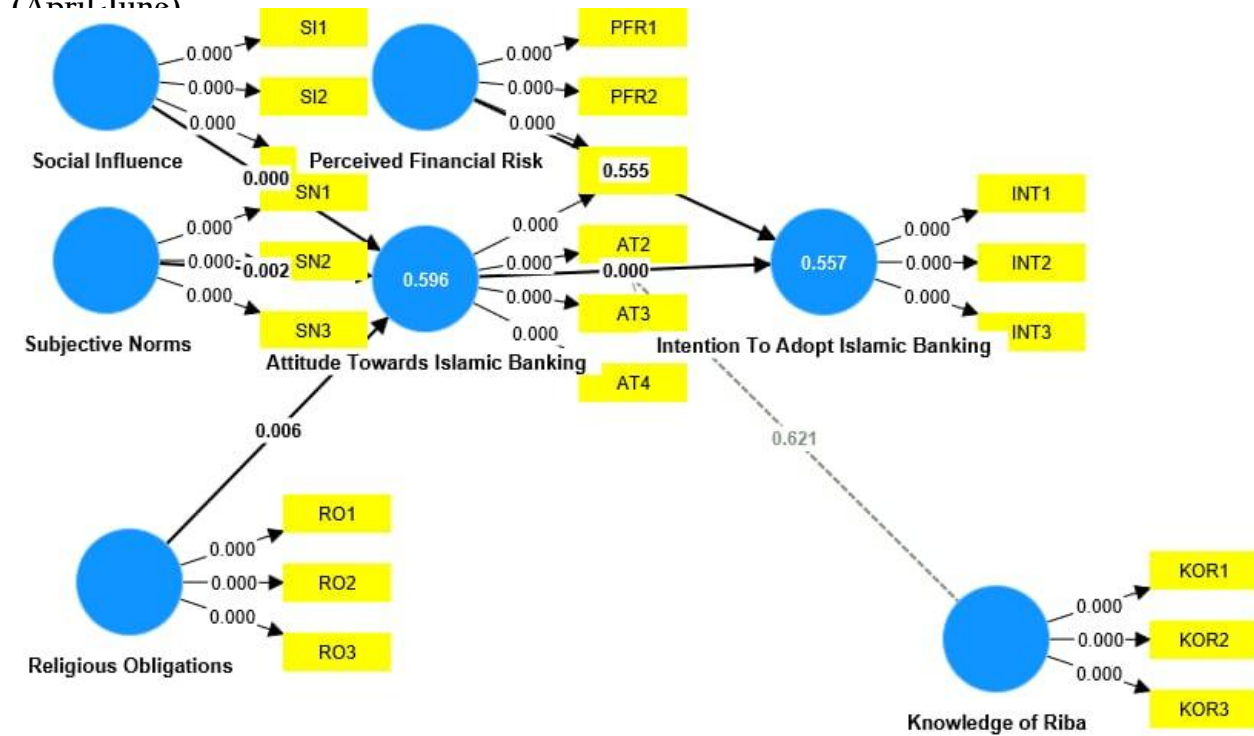 (April-June)
SI1
PFR1
0.000
0.000
SI2
PFR2
0.000
0.000
0.000
0.000
Social Influence
Perceived Financial Risk
0.000
0.555
SN1
INT1
0.000
0.000
0.000
AT2
0.000
SN2
0.002
0.000
0.000
INT2
0.000
0.596
0.557
0.000
0.000
0.000
AT3
SN3
0.000
INT3
Subjective Norms
Attitude Towards Islamic Banking
Intention To Adopt Islamic Banking
AT4
0.006
0.621
RO1
0.000
RO2
0.000
0.000
RO3
Religious Obligations
KOR1
0.000
KOR2
0.000
0.000
KOR3
Knowledge of Riba